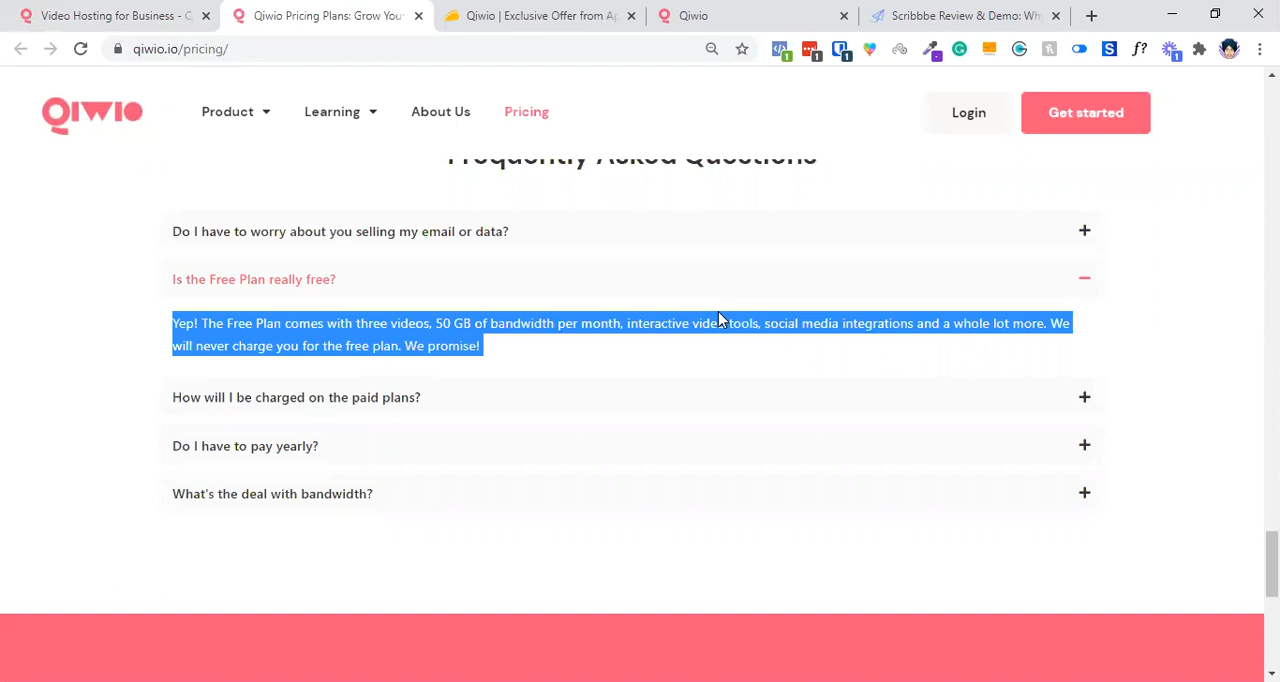 Video Hosting for Business - Q
Qiwio Pricing Plans: Grow Your
Qiwio | Exclusive Offer from Ap
Qiwio
Scribbbe Review & Demo: Why
qiwio.io/pricing/
QIWIO
Product
Learning
About Us
Pricing
Login
Get started
Frequently Asked Questions
Do I have to worry about you selling my email or data?
Is the Free Plan really free?
Yep! The Free Plan comes with three videos, 50 GB of bandwidth per month, interactive video tools, social media integrations and a whole lot more. We
will never charge you for the free plan. We promise!
How will I be charged on the paid plans?
Do I have to pay yearly?
What's the deal with bandwidth?